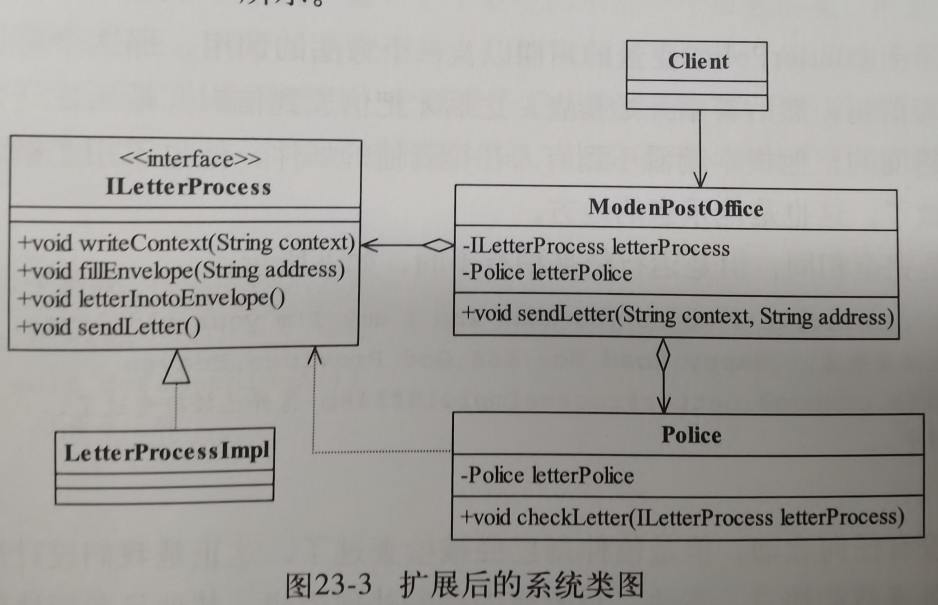 所示。
Client
<<interface>>
ILetterProcess
+void writeContext(String context)
+void fillEnvelope(String address)
+void letterInotoEnvelope()
+void sendLetter()
ModenPostOffice
-ILetterProcess letterProcess
-Police letterPolice
+void sendLetter(String context, String address)
LetterProcessImpl
Police
-Police letterPolice
+void checkLetter(ILetterProcess letterProcess)
图23-3 扩展后的系统类图